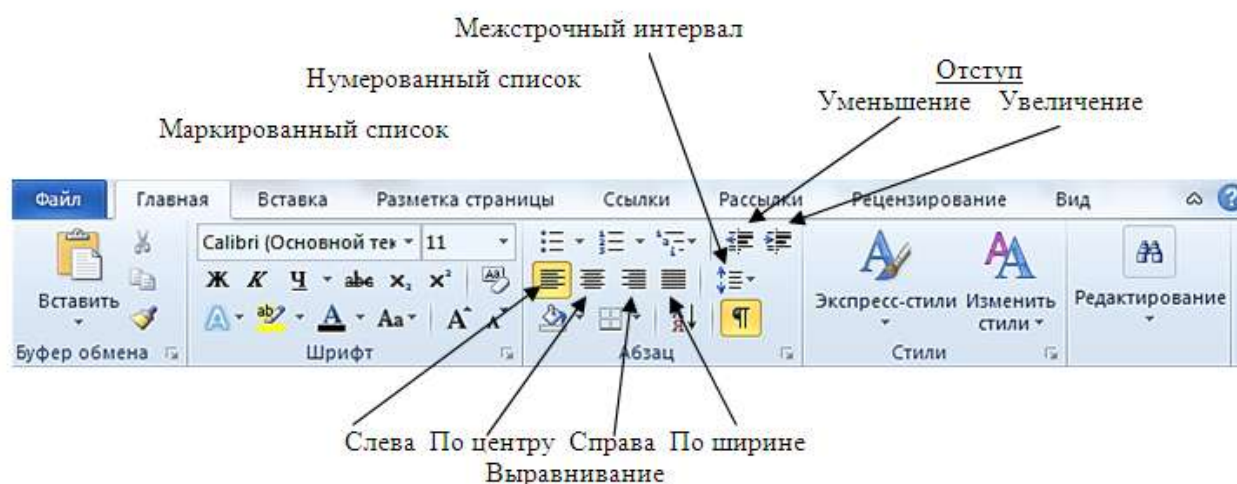 Межстрочный интервал
Нумерованный список
Отступ
Уменьшение Увеличение
Маркированный список
Файл Главная Вставка Разметка страницы Ссылки Рассылки Рецензирование Вид
Calibri (Основной тек 11
Ж К Ч abc x₂ x²
Вставить
Экспресс-стили Изменить стили
Редактирование
ab A Aa A A
Буфер обмена Шрифт Абзац Стили
Слева По центру Справа По ширине
Выравнивание